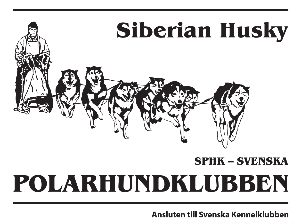 Siberian Husky
SPHK – SVENSKA
POLARHUNDKLUBBEN
Ansluten till Svenska Kennelklubben